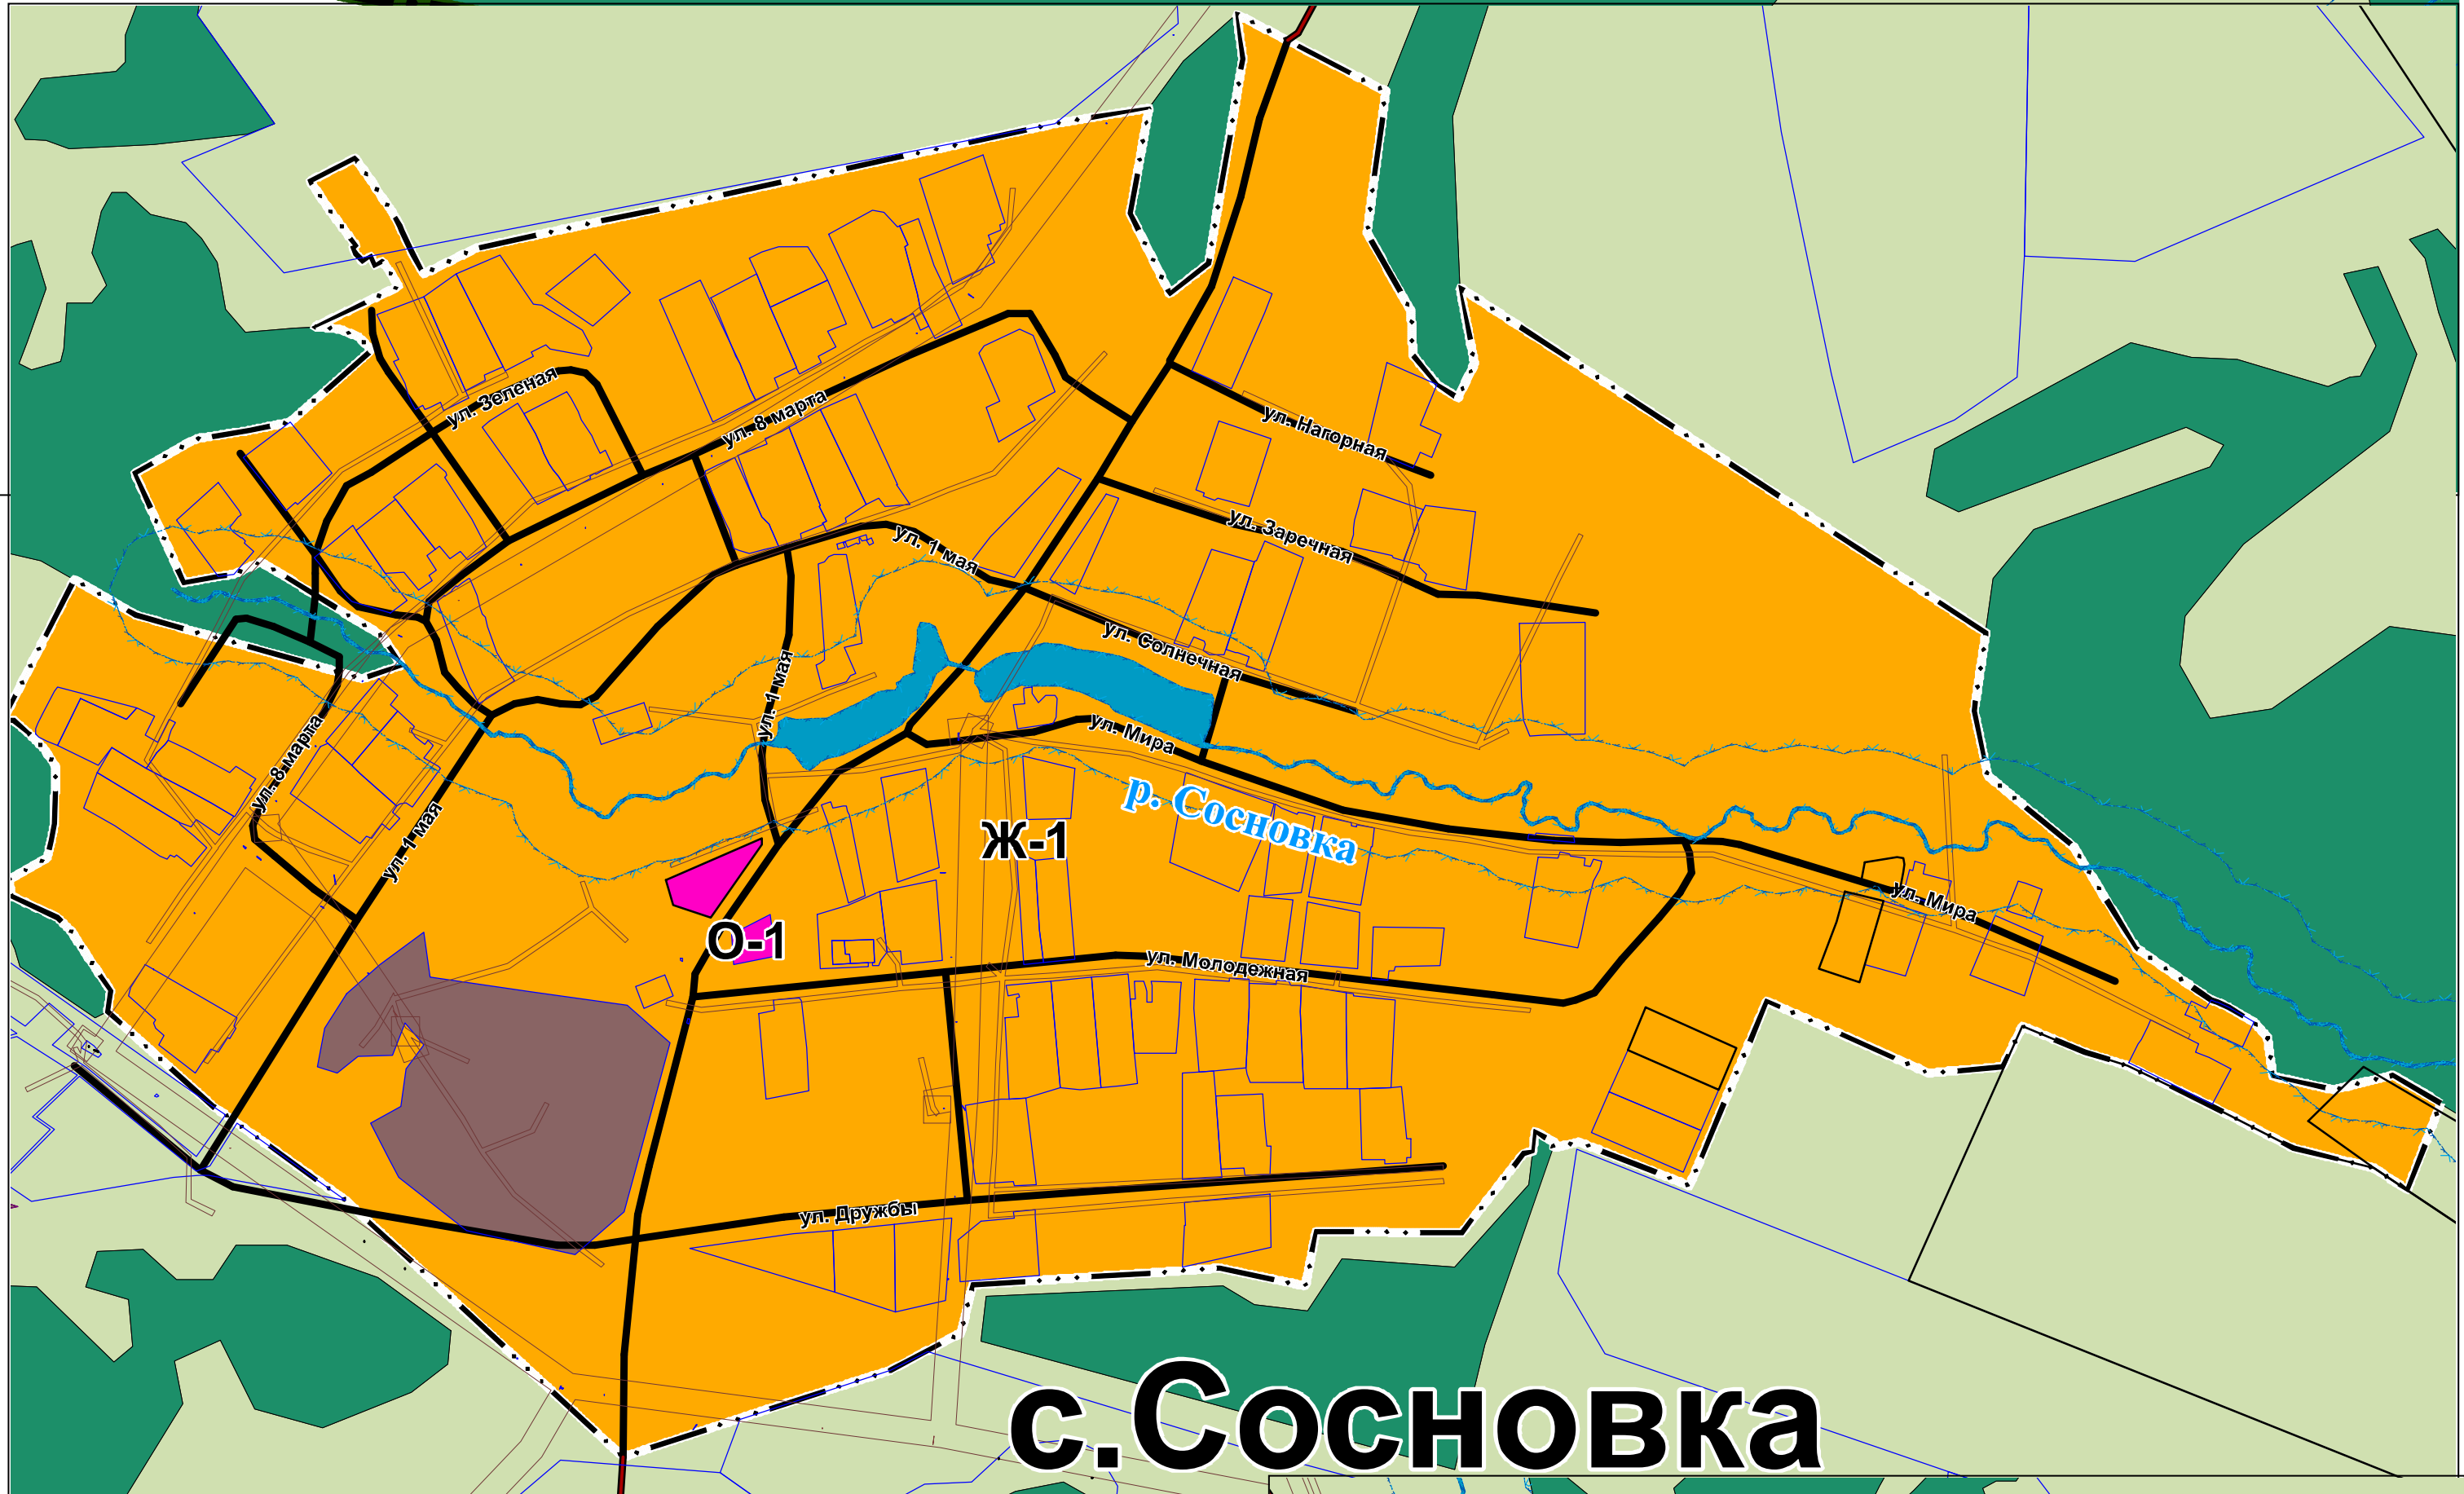 ул. Зеленая
ул. 8 марта
ул. Нагорная
ул. Заречная
ул. 1 мая
ул. Солнечная
ул. 1 мая
ул. Мира
ул. 8 марта
р. Сосновка
ул. 1 мая
Ж-1
ул. Мира
О-1
ул. Молодежная
ул. Дружбы
с.Сосновка